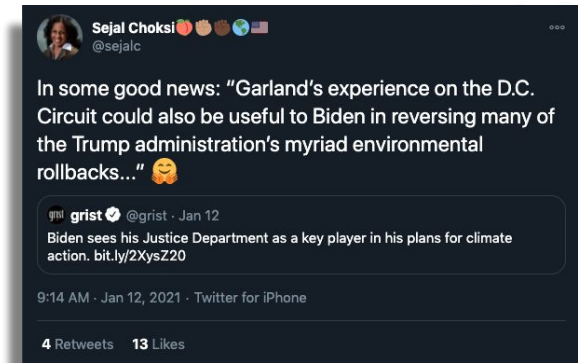 Sejal Choksi🍑✊🏽✊🏿🌎🇺🇸
@sejalc
In some good news: “Garland’s experience on the D.C.
Circuit could also be useful to Biden in reversing many of
the Trump administration’s myriad environmental
rollbacks...” 🤗
grist grist @grist · Jan 12
Biden sees his Justice Department as a key player in his plans for climate
action. bit.ly/2XysZ20
9:14 AM · Jan 12, 2021 · Twitter for iPhone
4 Retweets 13 Likes